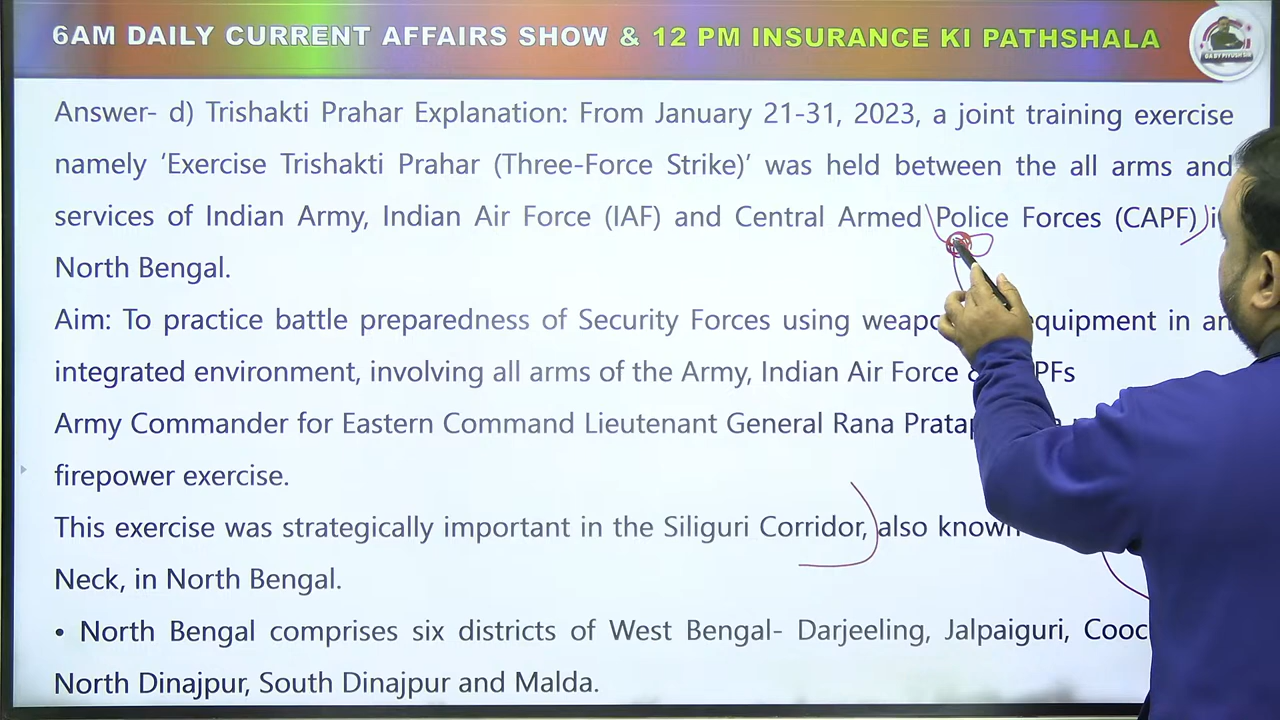 6AM DAILY CURRENT AFFAIRS SHOW & 12 PM INSURANCE KI PATHSHALA
GA BY PIYUSH SIR
Answer- d) Trishakti Prahar Explanation: From January 21-31, 2023, a joint training exercise
namely ‘Exercise Trishakti Prahar (Three-Force Strike)’ was held between the all arms and
services of Indian Army, Indian Air Force (IAF) and Central Armed Police Forces (CAPF)
North Bengal.
Aim: To practice battle preparedness of Security Forces using equipment in an
integrated environment, involving all arms of the Army, Indian Air Force
Army Commander for Eastern Command Lieutenant General Rana Pratap
firepower exercise.
This exercise was strategically important in the Siliguri Corridor, also known
Neck, in North Bengal.
• North Bengal comprises six districts of West Bengal- Darjeeling, Jalpaiguri,
North Dinajpur, South Dinajpur and Malda.